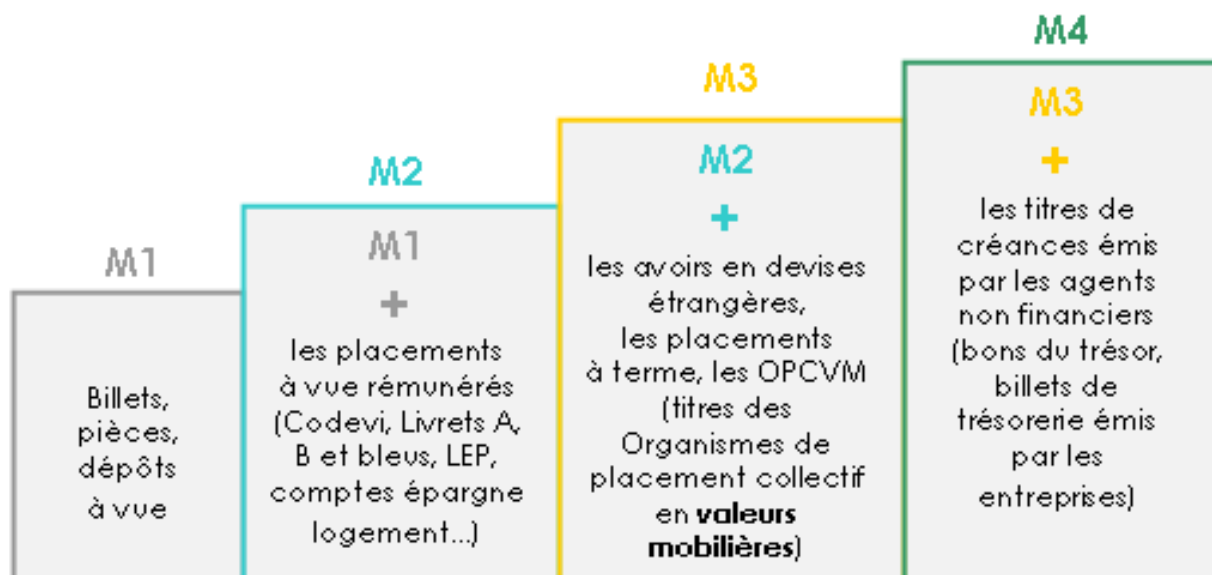 M1
Billets,
pièces,
dépôts
à vue
M2
M1
+
les placements
à vue rémunérés
(Codevi, Livrets A,
B et bleus, LEP,
comptes épargne
logement...)
M3
M2
+
les avoirs en devises
étrangères,
les placements
à terme, les OPCVM
(titres des
Organismes de
placement collectif
en valeurs
mobilières)
M4
M3
+
les titres de
créances émis
par les agents
non financiers
(bons du trésor,
billets de
trésorerie émis
par les
entreprises)